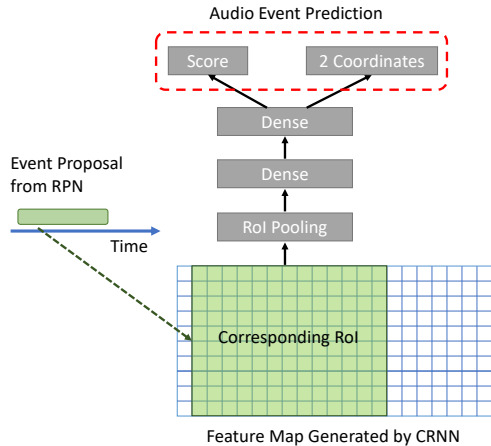 Audio Event Prediction
Score
2 Coordinates
Dense
Dense
Event Proposal
from RPN
RoI Pooling
Time
Corresponding RoI
Feature Map Generated by CRNN